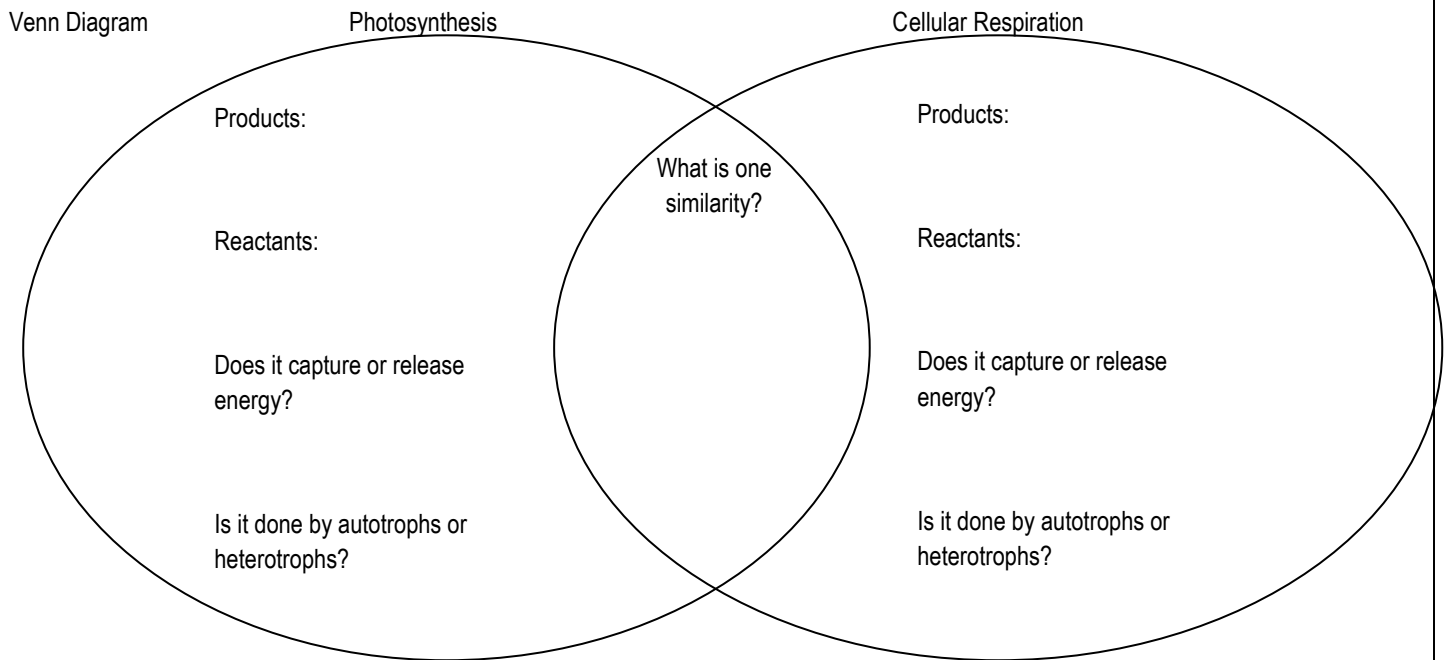 Venn Diagram
Photosynthesis
Cellular Respiration
Products:
Reactants:
Does it capture or release
energy?
Is it done by autotrophs or
heterotrophs?
What is one
similarity?
Products:
Reactants:
Does it capture or release
energy?
Is it done by autotrophs or
heterotrophs?